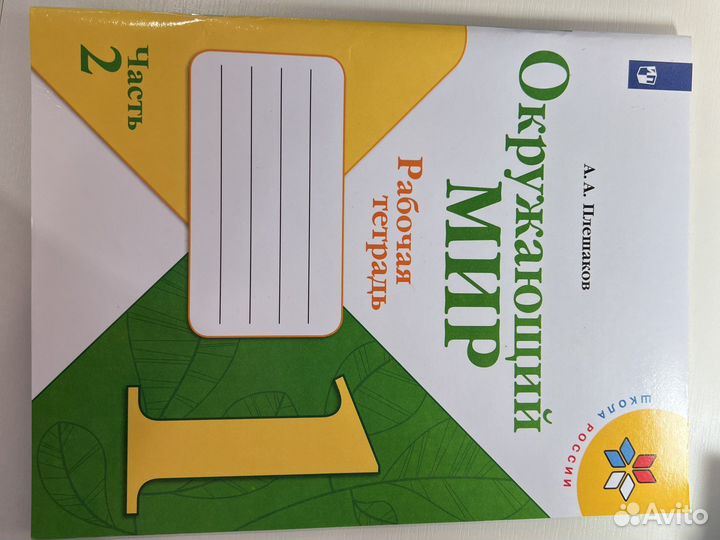 А. А. Плешаков
Окружающий
МИР
Рабочая
тетрадь
Часть
2
1
ШКОЛА РОССИИ
Avito